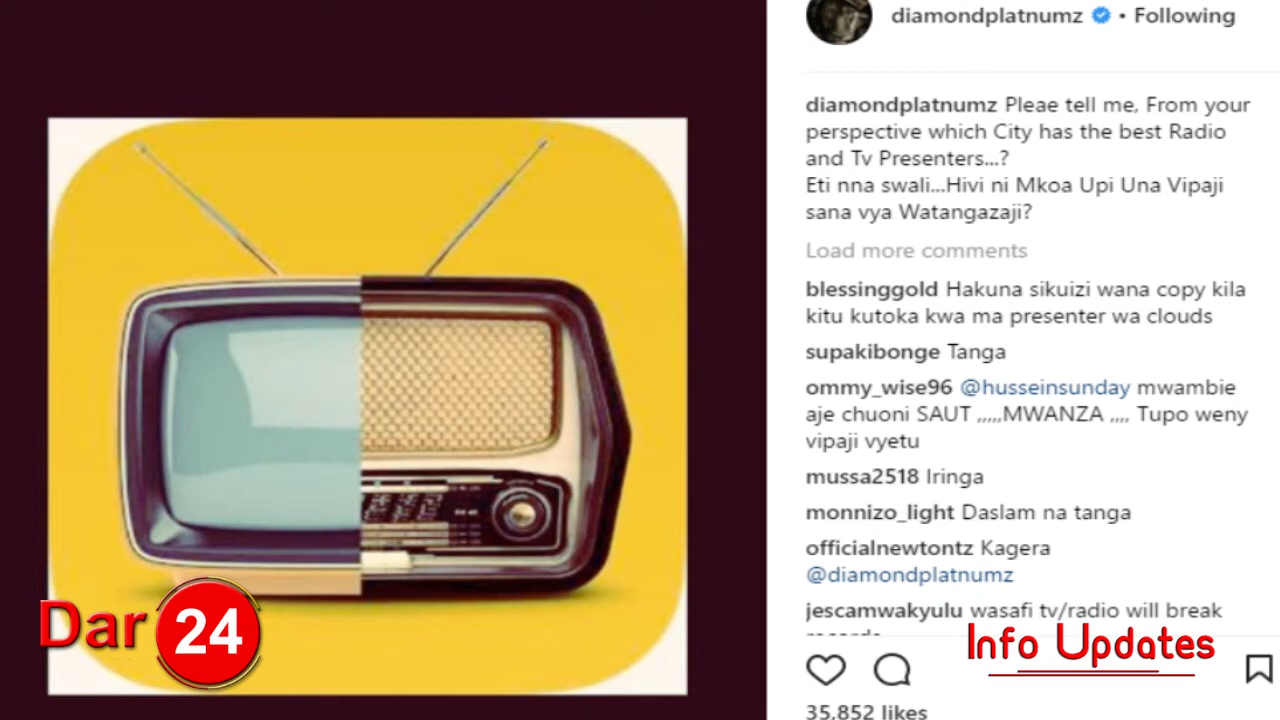 diamondplatnumz • Following
diamondplatnumz Pleae tell me, From your
perspective which City has the best Radio
and Tv Presenters...?
Eti nna swali...Hivi ni Mkoa Upi Una Vipaji
sana vya Watangazaji?
Load more comments
blessinggold Hakuna sikuizi wana copy kila
kitu kutoka kwa ma presenter wa clouds
supakibonge Tanga
ommy_wise96 @husseinsunday mwambie
aje chuoni SAUT ,,,,,MWANZA ,,,, Tupo weny
vipaji vyetu
mussa2518 Iringa
monnizo_light Daslam na tanga
officialnewtontz Kagera
@diamondplatnumz
jescamwakyulu wasafi tv/radio will break
35,852 likes
Dar 24
Info Updates